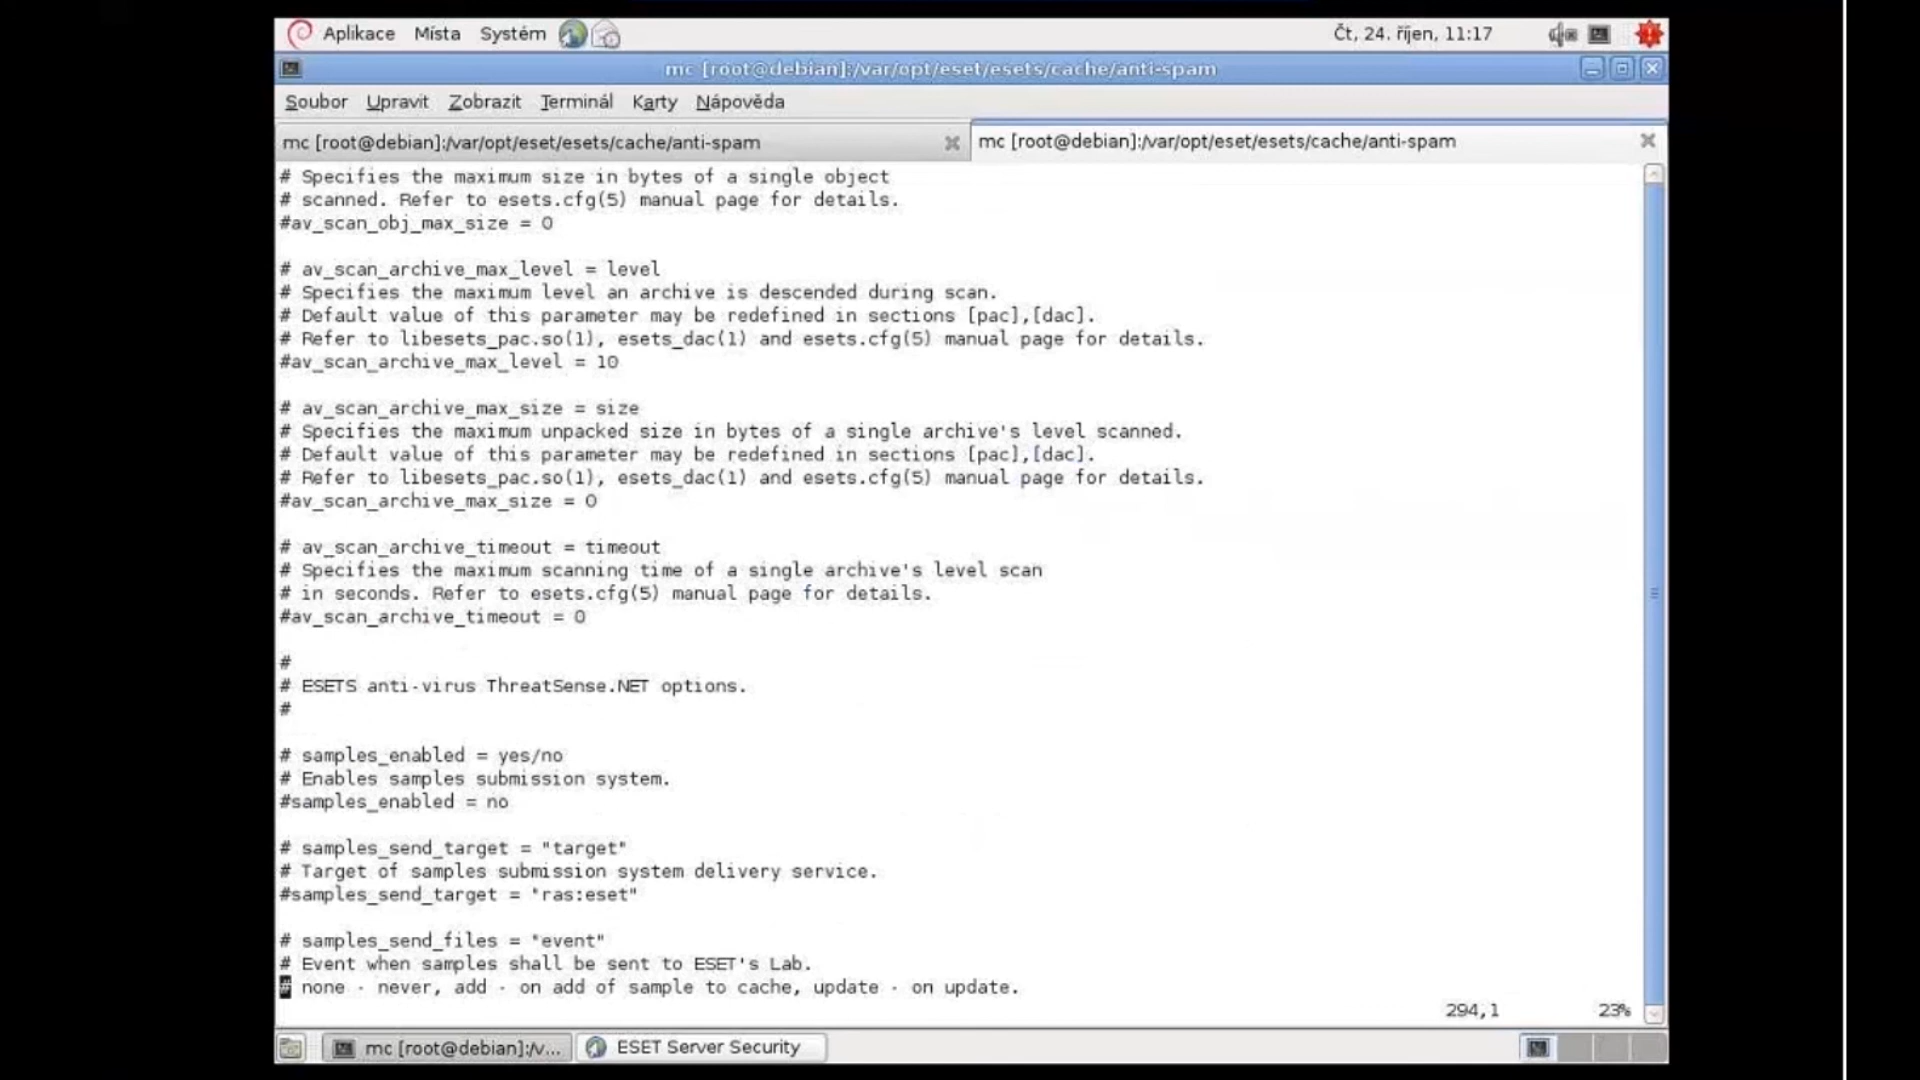 Aplikace Místa Systém Čt, 24. říjen, 11:17
mc [root@debian]:/var/opt/eset/esets/cache/anti-spam
Soubor Upravit Zobrazit Terminál Karty Nápověda
mc [root@debian]:/var/opt/eset/esets/cache/anti-spam mc [root@debian]:/var/opt/eset/esets/cache/anti-spam
# Specifies the maximum size in bytes of a single object
# scanned. Refer to esets.cfg(5) manual page for details.
#av_scan_obj_max_size = 0
# av_scan_archive_max_level = level
# Specifies the maximum level an archive is descended during scan.
# Default value of this parameter may be redefined in sections [pac],[dac].
# Refer to libesets_pac.so(1), esets_dac(1) and esets.cfg(5) manual page for details.
#av_scan_archive_max_level = 10
# av_scan_archive_max_size = size
# Specifies the maximum unpacked size in bytes of a single archive's level scanned.
# Default value of this parameter may be redefined in sections [pac],[dac].
# Refer to libesets_pac.so(1), esets_dac(1) and esets.cfg(5) manual page for details.
#av_scan_archive_max_size = 0
# av_scan_archive_timeout = timeout
# Specifies the maximum scanning time of a single archive's level scan
# in seconds. Refer to esets.cfg(5) manual page for details.
#av_scan_archive_timeout = 0
#
# ESETS anti-virus ThreatSense.NET options.
#
# samples_enabled = yes/no
# Enables samples submission system.
#samples_enabled = no
# samples_send_target = "target"
# Target of samples submission system delivery service.
#samples_send_target = "ras:eset"
# samples_send_files = "event"
# Event when samples shall be sent to ESET's Lab.
# none - never, add - on add of sample to cache, update - on update.
294,1 23%
mc [root@debian]:/v... ESET Server Security